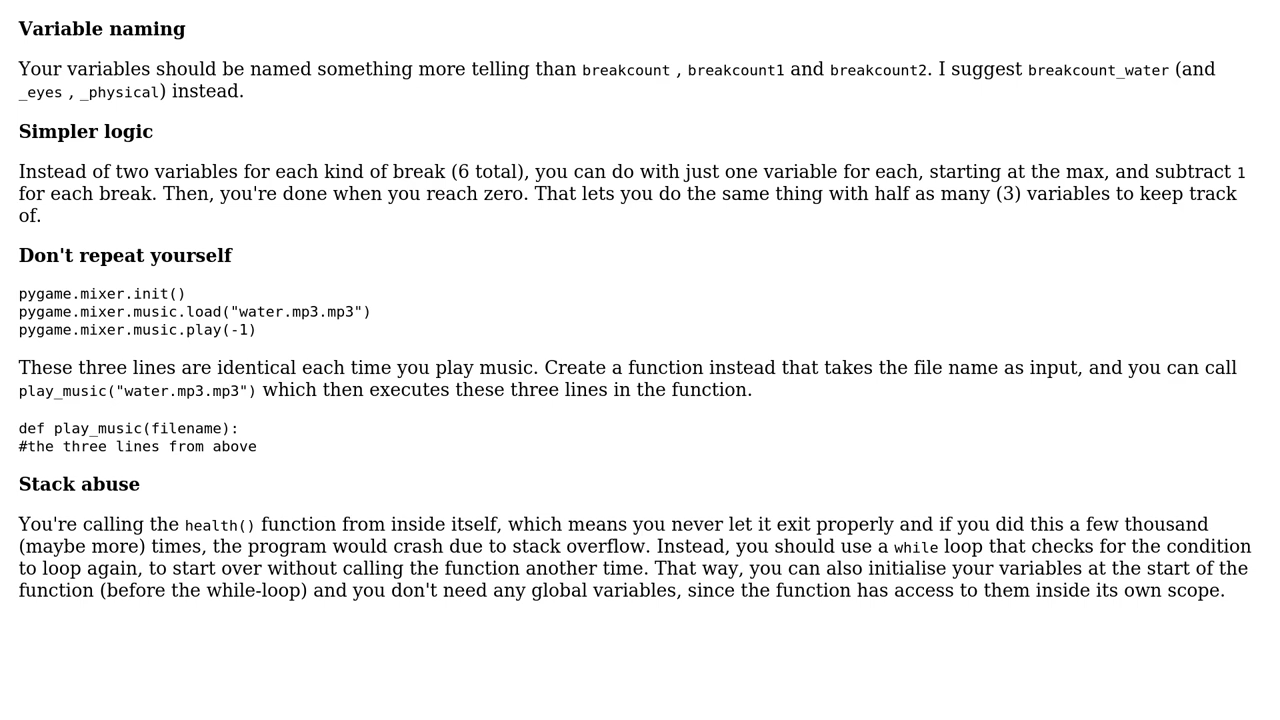 Variable naming
Your variables should be named something more telling than breakcount , breakcount1 and breakcount2. I suggest breakcount_water (and
_eyes , _physical) instead.
Simpler logic
Instead of two variables for each kind of break (6 total), you can do with just one variable for each, starting at the max, and subtract 1
for each break. Then, you're done when you reach zero. That lets you do the same thing with half as many (3) variables to keep track
of.
Don't repeat yourself
pygame.mixer.init()
pygame.mixer.music.load("water.mp3.mp3")
pygame.mixer.music.play(-1)
These three lines are identical each time you play music. Create a function instead that takes the file name as input, and you can call
play_music("water.mp3.mp3") which then executes these three lines in the function.
def play_music(filename):
#the three lines from above
Stack abuse
You're calling the health() function from inside itself, which means you never let it exit properly and if you did this a few thousand
(maybe more) times, the program would crash due to stack overflow. Instead, you should use a while loop that checks for the condition
to loop again, to start over without calling the function another time. That way, you can also initialise your variables at the start of the
function (before the while-loop) and you don't need any global variables, since the function has access to them inside its own scope.